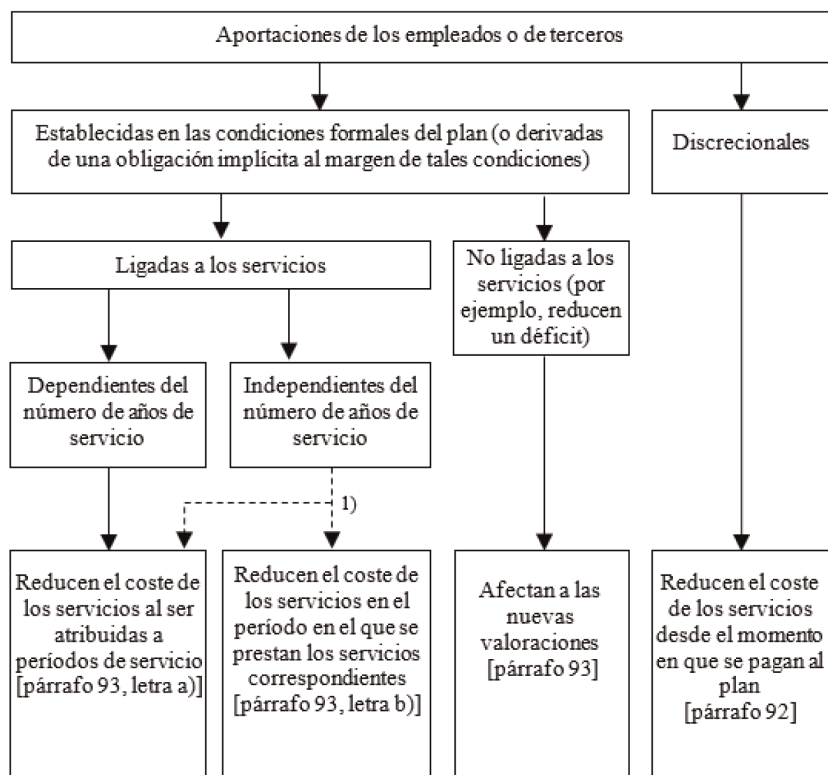 Aportaciones de los empleados o de terceros
Establecidas en las condiciones formales del plan (o derivadas
de una obligación implícita al margen de tales condiciones)
Discrecionales
Ligadas a los servicios
No ligadas a los
servicios (por
ejemplo, reducen
un déficit)
Dependientes del
número de años de
servicio
Independientes del
número de años de
servicio
1)
Reducen el coste de
los servicios al ser
atribuidas a
períodos de servicio
[párrafo 93, letra a)]
Reducen el coste de
los servicios en el
período en el que se
prestan los servicios
correspondientes
[párrafo 93, letra b)]
Afectan a las
nuevas
valoraciones
[párrafo 93]
Reducen el coste
de los servicios
desde el momento
en que se pagan al
plan
[párrafo 92]